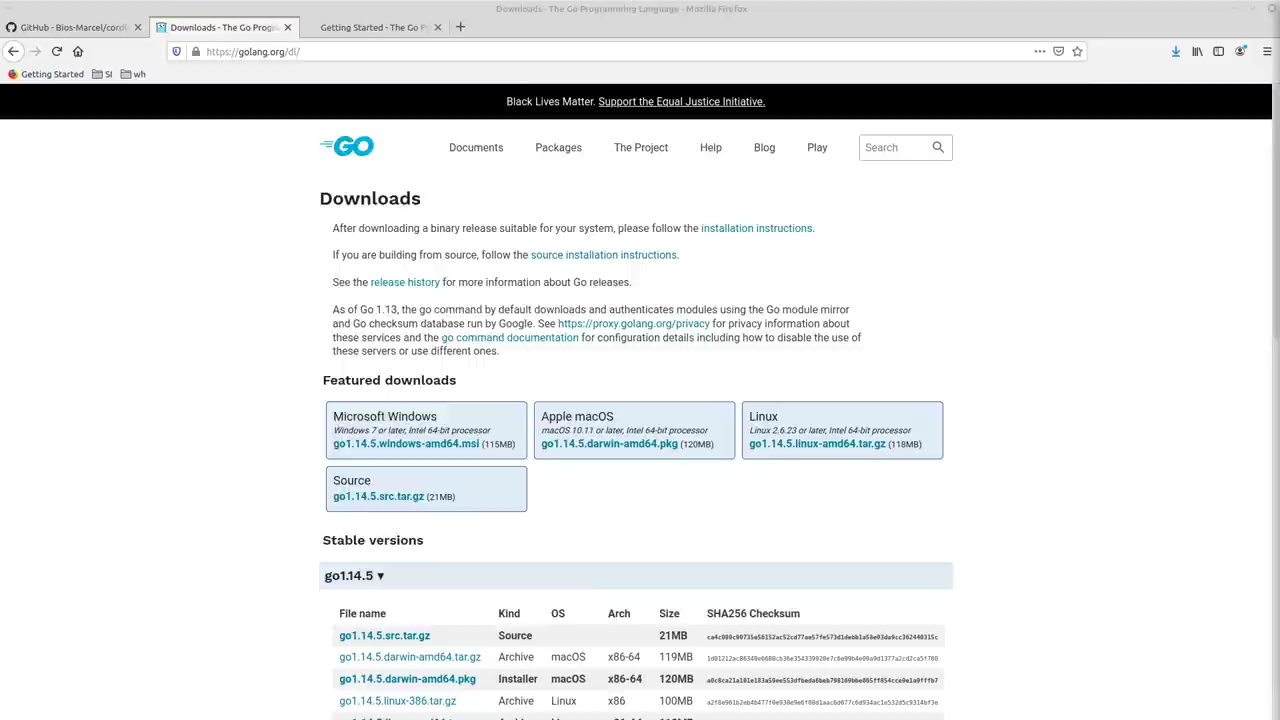 Downloads - The Go Programming Language - Mozilla Firefox
GitHub - Bios-Marcel/cordl
Downloads - The Go Progra
Getting Started - The Go P
https://golang.org/dl/
Getting Started
SI
wh
Black Lives Matter. Support the Equal Justice Initiative.
GO
Documents
Packages
The Project
Help
Blog
Play
Search
Downloads
After downloading a binary release suitable for your system, please follow the installation instructions.
If you are building from source, follow the source installation instructions.
See the release history for more information about Go releases.
As of Go 1.13, the go command by default downloads and authenticates modules using the Go module mirror
and Go checksum database run by Google. See https://proxy.golang.org/privacy for privacy information about
these services and the go command documentation for configuration details including how to disable the use of
these servers or use different ones.
Featured downloads
Microsoft Windows
Windows 7 or later, Intel 64-bit processor
go1.14.5.windows-amd64.msi (115MB)
Apple macOS
macOS 10.11 or later, Intel 64-bit processor
go1.14.5.darwin-amd64.pkg (120MB)
Linux
Linux 2.6.23 or later, Intel 64-bit processor
go1.14.5.linux-amd64.tar.gz (118MB)
Source
go1.14.5.src.tar.gz (21MB)
Stable versions
go1.14.5 ▾
File name Kind OS Arch Size SHA256 Checksum
go1.14.5.src.tar.gz Source 21MB
go1.14.5.darwin-amd64.tar.gz Archive macOS x86-64 119MB
go1.14.5.darwin-amd64.pkg Installer macOS x86-64 120MB
go1.14.5.linux-386.tar.gz Archive Linux x86 100MB